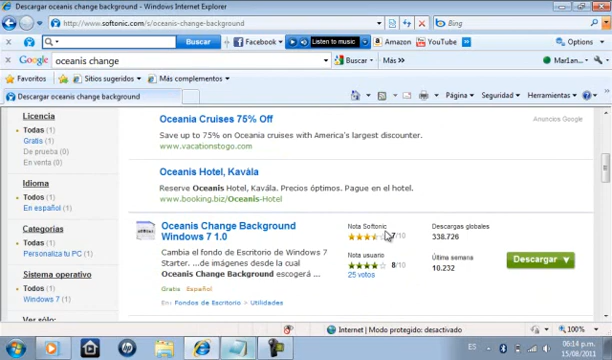 Descargar oceanis change background - Windows Internet Explorer
http://www.softonic.com/s/oceanis-change-background
Bing
Buscar
Facebook
Listen to music
Amazon
YouTube
Options
Google
oceanis change
Buscar
Más »
Mar1an...
Favoritos
Sitios sugeridos
Más complementos
Descargar oceanis change background
Página
Seguridad
Herramientas
Licencia
Todas (1)
Gratis (1)
De prueba (0)
En venta (0)
Idioma
Todas (1)
En español (1)
Categorías
Todas (1)
Personaliza tu PC (1)
Sistema operativo
Todas (1)
Windows 7 (1)
Ver sólo:
Oceania Cruises 75% Off
Anuncios Google
Save up to 75% on Oceania cruises with America's largest discounter.
www.vacationstogo.com
Oceanis Hotel, Kavála
Reserve Oceanis Hotel, Kavála. Precios óptimos. Pague en el hotel.
www.booking.biz/Oceanis-Hotel
Oceanis Change Background
Windows 7 1.0
Cambia el fondo de Escritorio de Windows 7
Starter. ...de imágenes desde la cual
Oceanis Change Background escogerá ...
Gratis Español
En: Fondos de Escritorio > Utilidades
Nota Softonic
7/10
Nota usuario
8/10
25 votos
Descargas globales
338.726
Última semana
10.232
Descargar
Internet | Modo protegido: desactivado
100%
ES
06:14 p.m.
15/08/2011